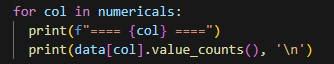 for col in numericals:
  print(f"==== {col} ====")
  print(data[col].value_counts(), '\n')